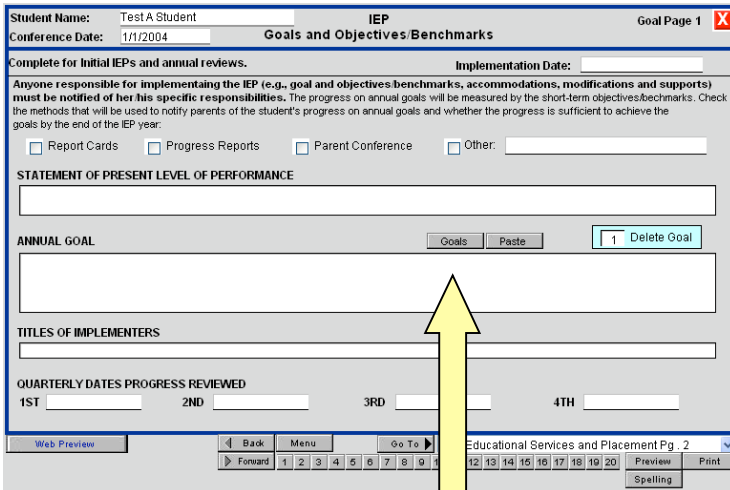 Student Name: Test A Student IEP Goal Page 1 X
Conference Date: 1/1/2004 Goals and Objectives/Benchmarks
Complete for Initial IEPs and annual reviews. Implementation Date:
Anyone responsible for implementaing the IEP (e.g., goal and objectives/benchmarks, accommodations, modifications and supports)
must be notified of her/his specific responsibilities. The progress on annual goals will be measured by the short-term objectives/bechmarks. Check
the methods that will be used to notify parents of the student's progress on annual goals and whether the progress is sufficient to achieve the
goals by the end of the IEP year:
Report Cards Progress Reports Parent Conference Other:
STATEMENT OF PRESENT LEVEL OF PERFORMANCE
ANNUAL GOAL Goals Paste 1 Delete Goal
TITLES OF IMPLEMENTERS
QUARTERLY DATES PROGRESS REVIEWED
1ST 2ND 3RD 4TH
Web Preview Back Menu Go To Educational Services and Placement Pg . 2
Forward 1 2 3 4 5 6 7 8 9 12 13 14 15 16 17 18 19 20 Preview Print
Spelling